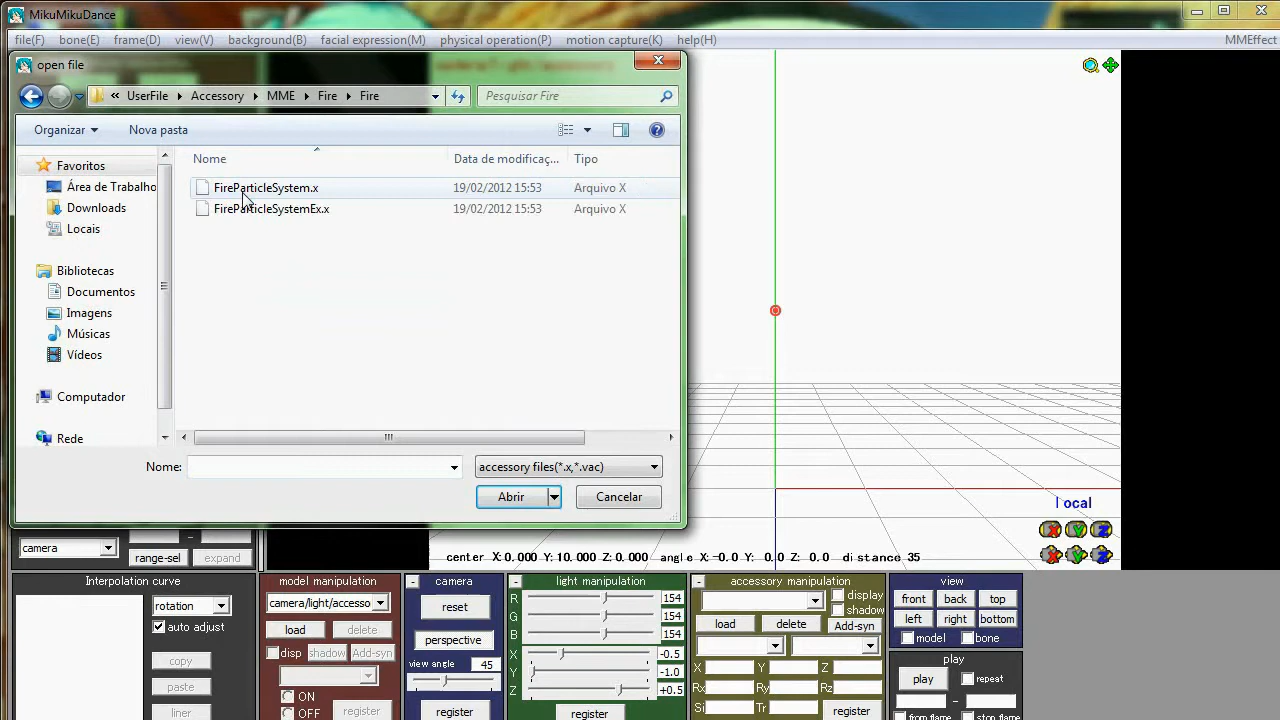 MikuMikuDance
file(F) bone(E) frame(D) view(V) background(B) facial expression(M) physical operation(P) motion capture(K) help(H) MMEffect
open file
UserFile Accessory MME Fire Fire Pesquisar Fire
Organizar Nova pasta
Favoritos
Área de Trabalho
Downloads
Locais
Bibliotecas
Documentos
Imagens
Músicas
Vídeos
Computador
Rede
Nome Data de modificaç... Tipo
FireParticleSystem.x 19/02/2012 15:53 Arquivo X
FireParticleSystemEx.x 19/02/2012 15:53 Arquivo X
Nome: accessory files(*.x,*.vac)
Abrir Cancelar
Local
X Y Z
center X:0.000 Y:10.000 Z:0.000 angle X:-0.0 Y: 0.0 Z: 0.0 distance 35
camera
range-sel expand
Interpolation curve
rotation
auto adjust
copy
paste
liner
model manipulation
camera/light/accesso
load delete
disp shadow Add-syn
ON
OFF register
camera
reset
perspective
view angle 45
register
light manipulation
R 154
G 154
B 154
X -0.5
Y -1.0
Z +0.5
register
accessory manipulation
display
shadow
load delete Add-syn
X Y Z
Rx Ry Rz
Si Tr register
view
front back top
left right bottom
model bone
play
play repeat
-
from flame stop flame